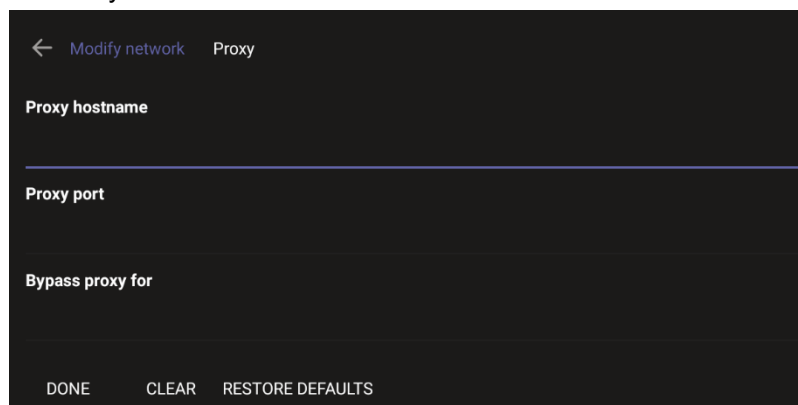 Modify network Proxy
Proxy hostname
Proxy port
Bypass proxy for
DONE CLEAR RESTORE DEFAULTS